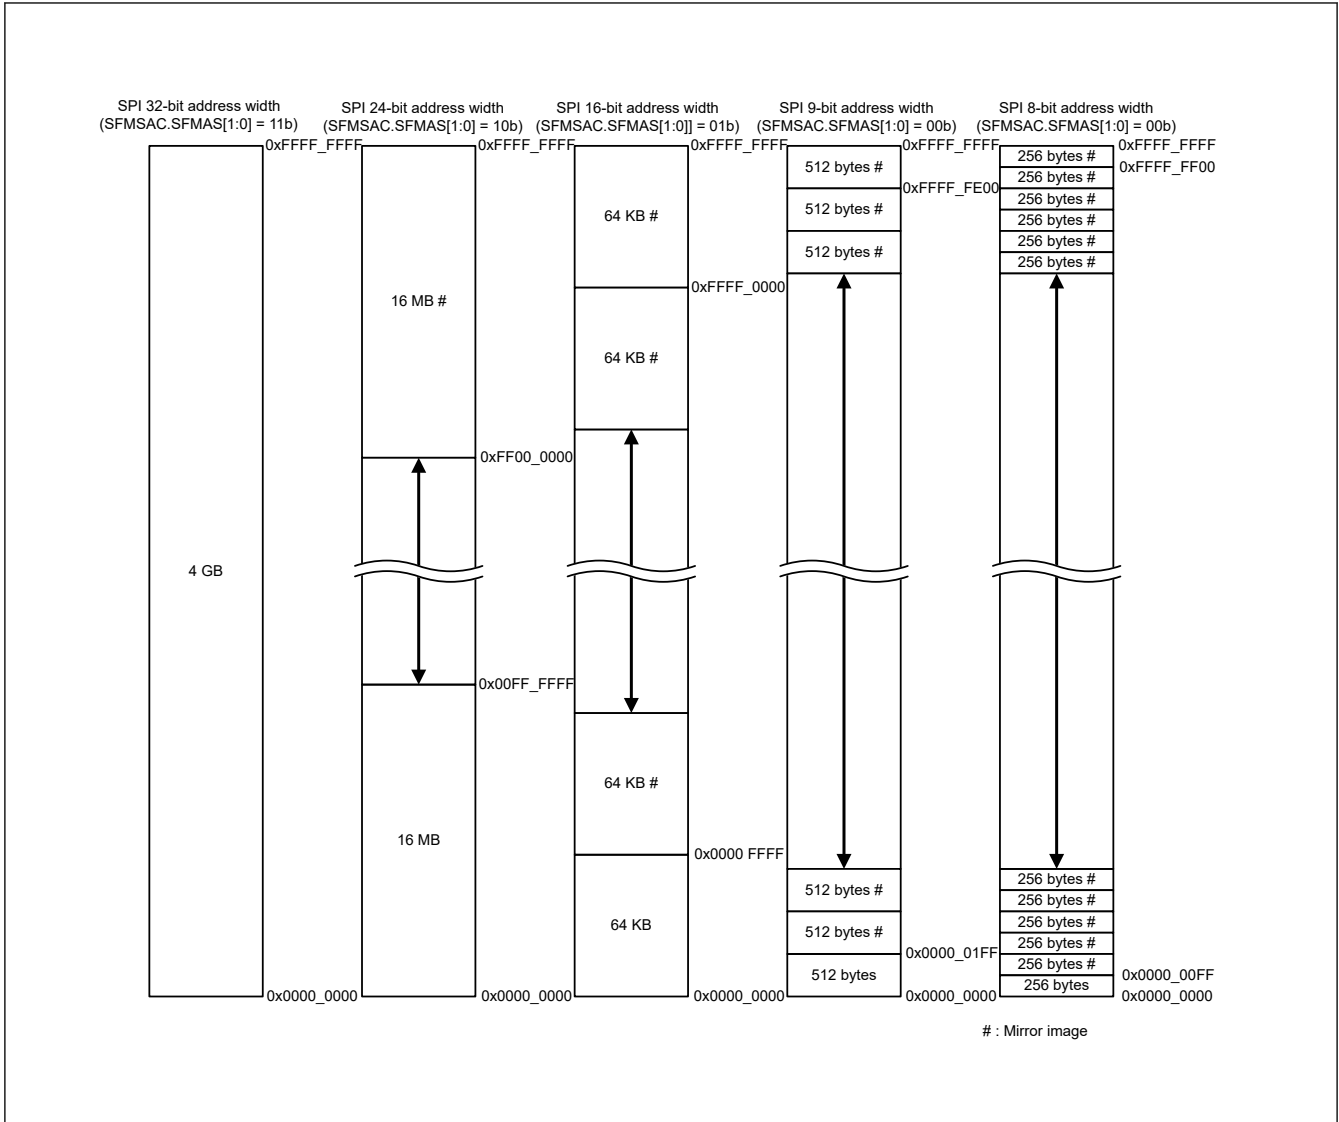 SPI 32-bit address width
(SFMSAC.SFMAS[1:0] = 11b)
0xFFFF_FFFF
4 GB
0x0000_0000
SPI 24-bit address width
(SFMSAC.SFMAS[1:0] = 10b)
0xFFFF_FFFF
16 MB #
0xFF00_0000
0x00FF_FFFF
16 MB
0x0000_0000
SPI 16-bit address width
(SFMSAC.SFMAS[1:0]] = 01b)
0xFFFF_FFFF
64 KB #
0xFFFF_0000
64 KB #
64 KB #
0x0000 FFFF
64 KB
0x0000_0000
SPI 9-bit address width
(SFMSAC.SFMAS[1:0] = 00b)
0xFFFF_FFFF
512 bytes #
0xFFFF_FE00
512 bytes #
512 bytes #
512 bytes #
512 bytes #
0x0000_01FF
512 bytes
0x0000_0000
SPI 8-bit address width
(SFMSAC.SFMAS[1:0] = 00b)
0xFFFF_FFFF
256 bytes #
0xFFFF_FF00
256 bytes #
256 bytes #
256 bytes #
256 bytes #
256 bytes #
256 bytes #
256 bytes #
256 bytes #
256 bytes #
256 bytes #
0x0000_00FF
256 bytes
0x0000_0000
# : Mirror image